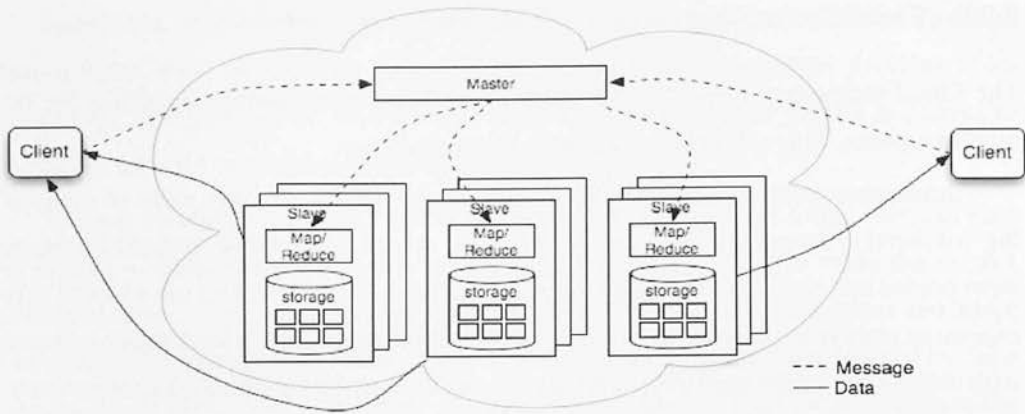 Master
Client
Client
Slave
Slave
Slave
Map/
Reduce
Map/
Reduce
Map/
Reduce
storage
storage
storage
Message
Data